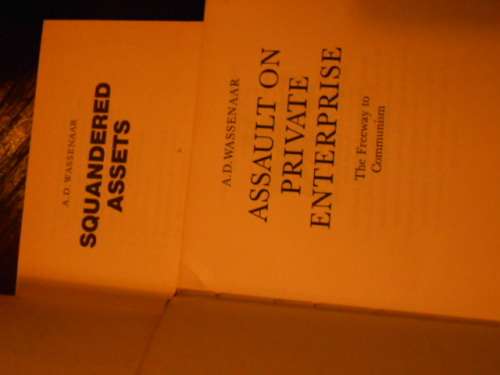 A.D. WASSENAAR
SQUANDERED
ASSETS
A.D. WASSENAAR
ASSAULT ON
PRIVATE
ENTERPRISE
The Freeway to
Communism